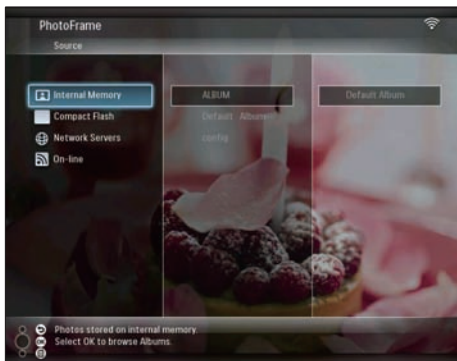 PhotoFrame
Source
Internal Memory
Compact Flash
Network Servers
On-line
ALBUM
Default Album
config
Default Album
Photos stored on internal memory.
Select OK to browse Albums.
OK